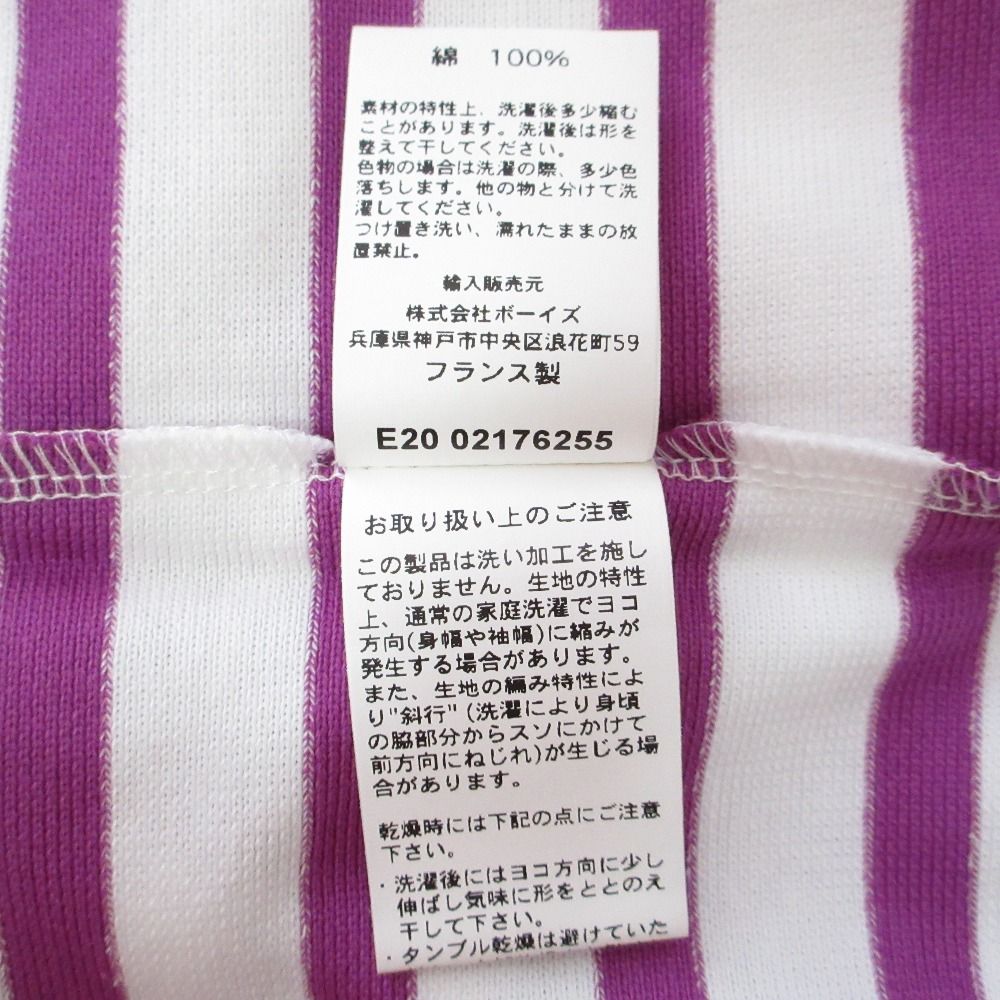 綿 100%
素材の特性上、洗濯後多少縮む
ことがあります。洗濯後は形を
整えて干してください。
色物の場合は洗濯の際、多少色
落ちします。他の物と分けて洗
濯してください。
つけ置き洗い、濡れたままの放
置禁止。
輸入販売元
株式会社ボーイズ
兵庫県神戸市中央区浪花町59
フランス製
E20 02176255
お取り扱い上のご注意
この製品は洗い加工を施し
ておりません。生地の特性
上、通常の家庭洗濯でヨコ
方向(身幅や袖幅)に縮みが
発生する場合があります。
また、生地の編み特性によ
り"斜行"(洗濯により身頃
の脇部分からスソにかけて
前方向にねじれ)が生じる場
合があります。
乾燥時には下記の点にご注意
下さい。
・洗濯後にはヨコ方向に少し
伸ばし気味に形をととのえ
干して下さい。
・タンブル乾燥は避けていた